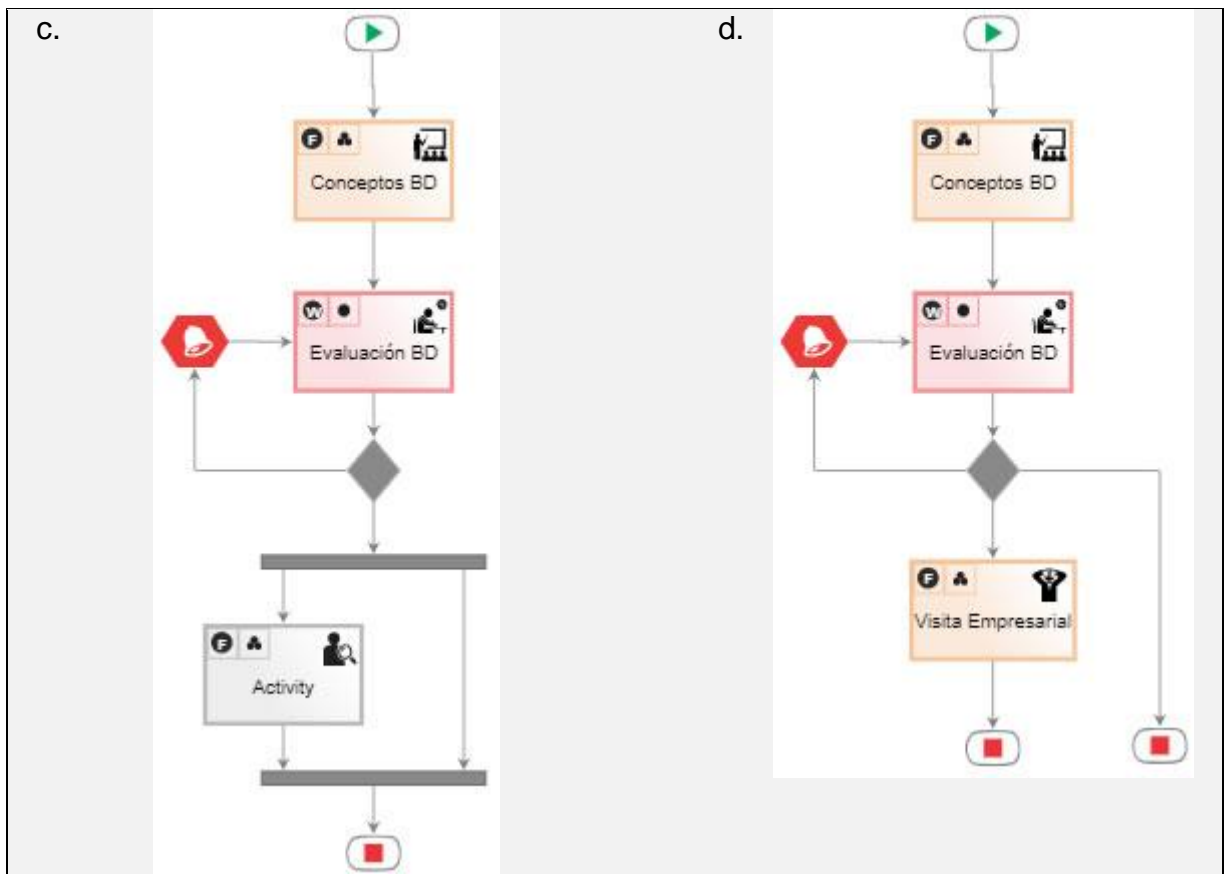 c.
d.
F
Conceptos BD
F
Conceptos BD
W
Evaluación BD
W
Evaluación BD
F
Visita Empresarial
F
Activity